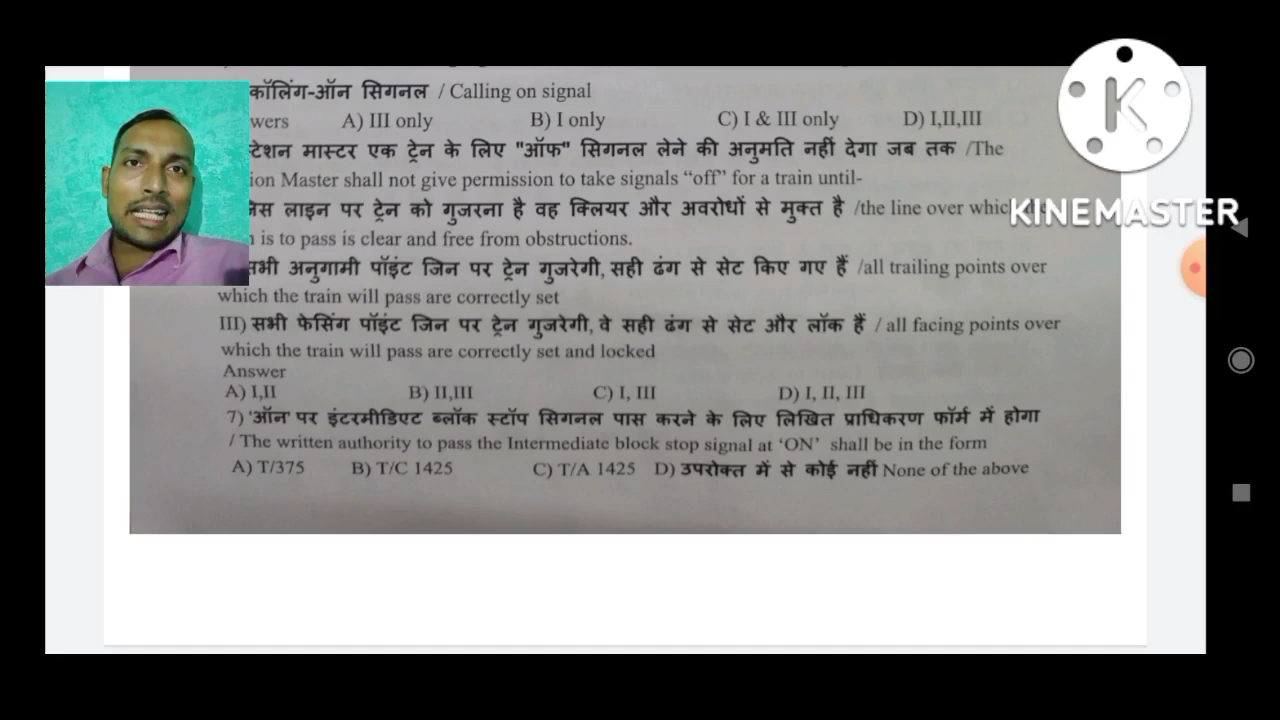 कॉलिंग-ऑन सिगनल / Calling on signal
wers A) III only B) I only C) I & III only D) I,II,III
टेशन मास्टर एक ट्रेन के लिए "ऑफ" सिगनल लेने की अनुमति नहीं देगा जब तक /The
ion Master shall not give permission to take signals “off” for a train until-
लाइन पर ट्रेन को गुजरना है वह क्लियर और अवरोधों से मुक्त है /the line over
is to pass is clear and free from obstructions.
सभी अनुगामी पॉइंट जिन पर ट्रेन गुजरेगी, सही ढंग से सेट किए गए हैं /all trailing points over
which the train will pass are correctly set
III) सभी फेसिंग पॉइंट जिन पर ट्रेन गुजरेगी, वे सही ढंग से सेट और लॉक हैं / all facing points over
which the train will pass are correctly set and locked
Answer
A) I,II B) II,III C) I, III D) I, II, III
7) 'ऑन' पर इंटरमीडिएट ब्लॉक स्टॉप सिगनल पास करने के लिए लिखित प्राधिकरण फॉर्म में होगा
/ The written authority to pass the Intermediate block stop signal at ‘ON’ shall be in the form
A) T/375 B) T/C 1425 C) T/A 1425 D) उपरोक्त में से कोई नहीं None of the above
KINEMASTER